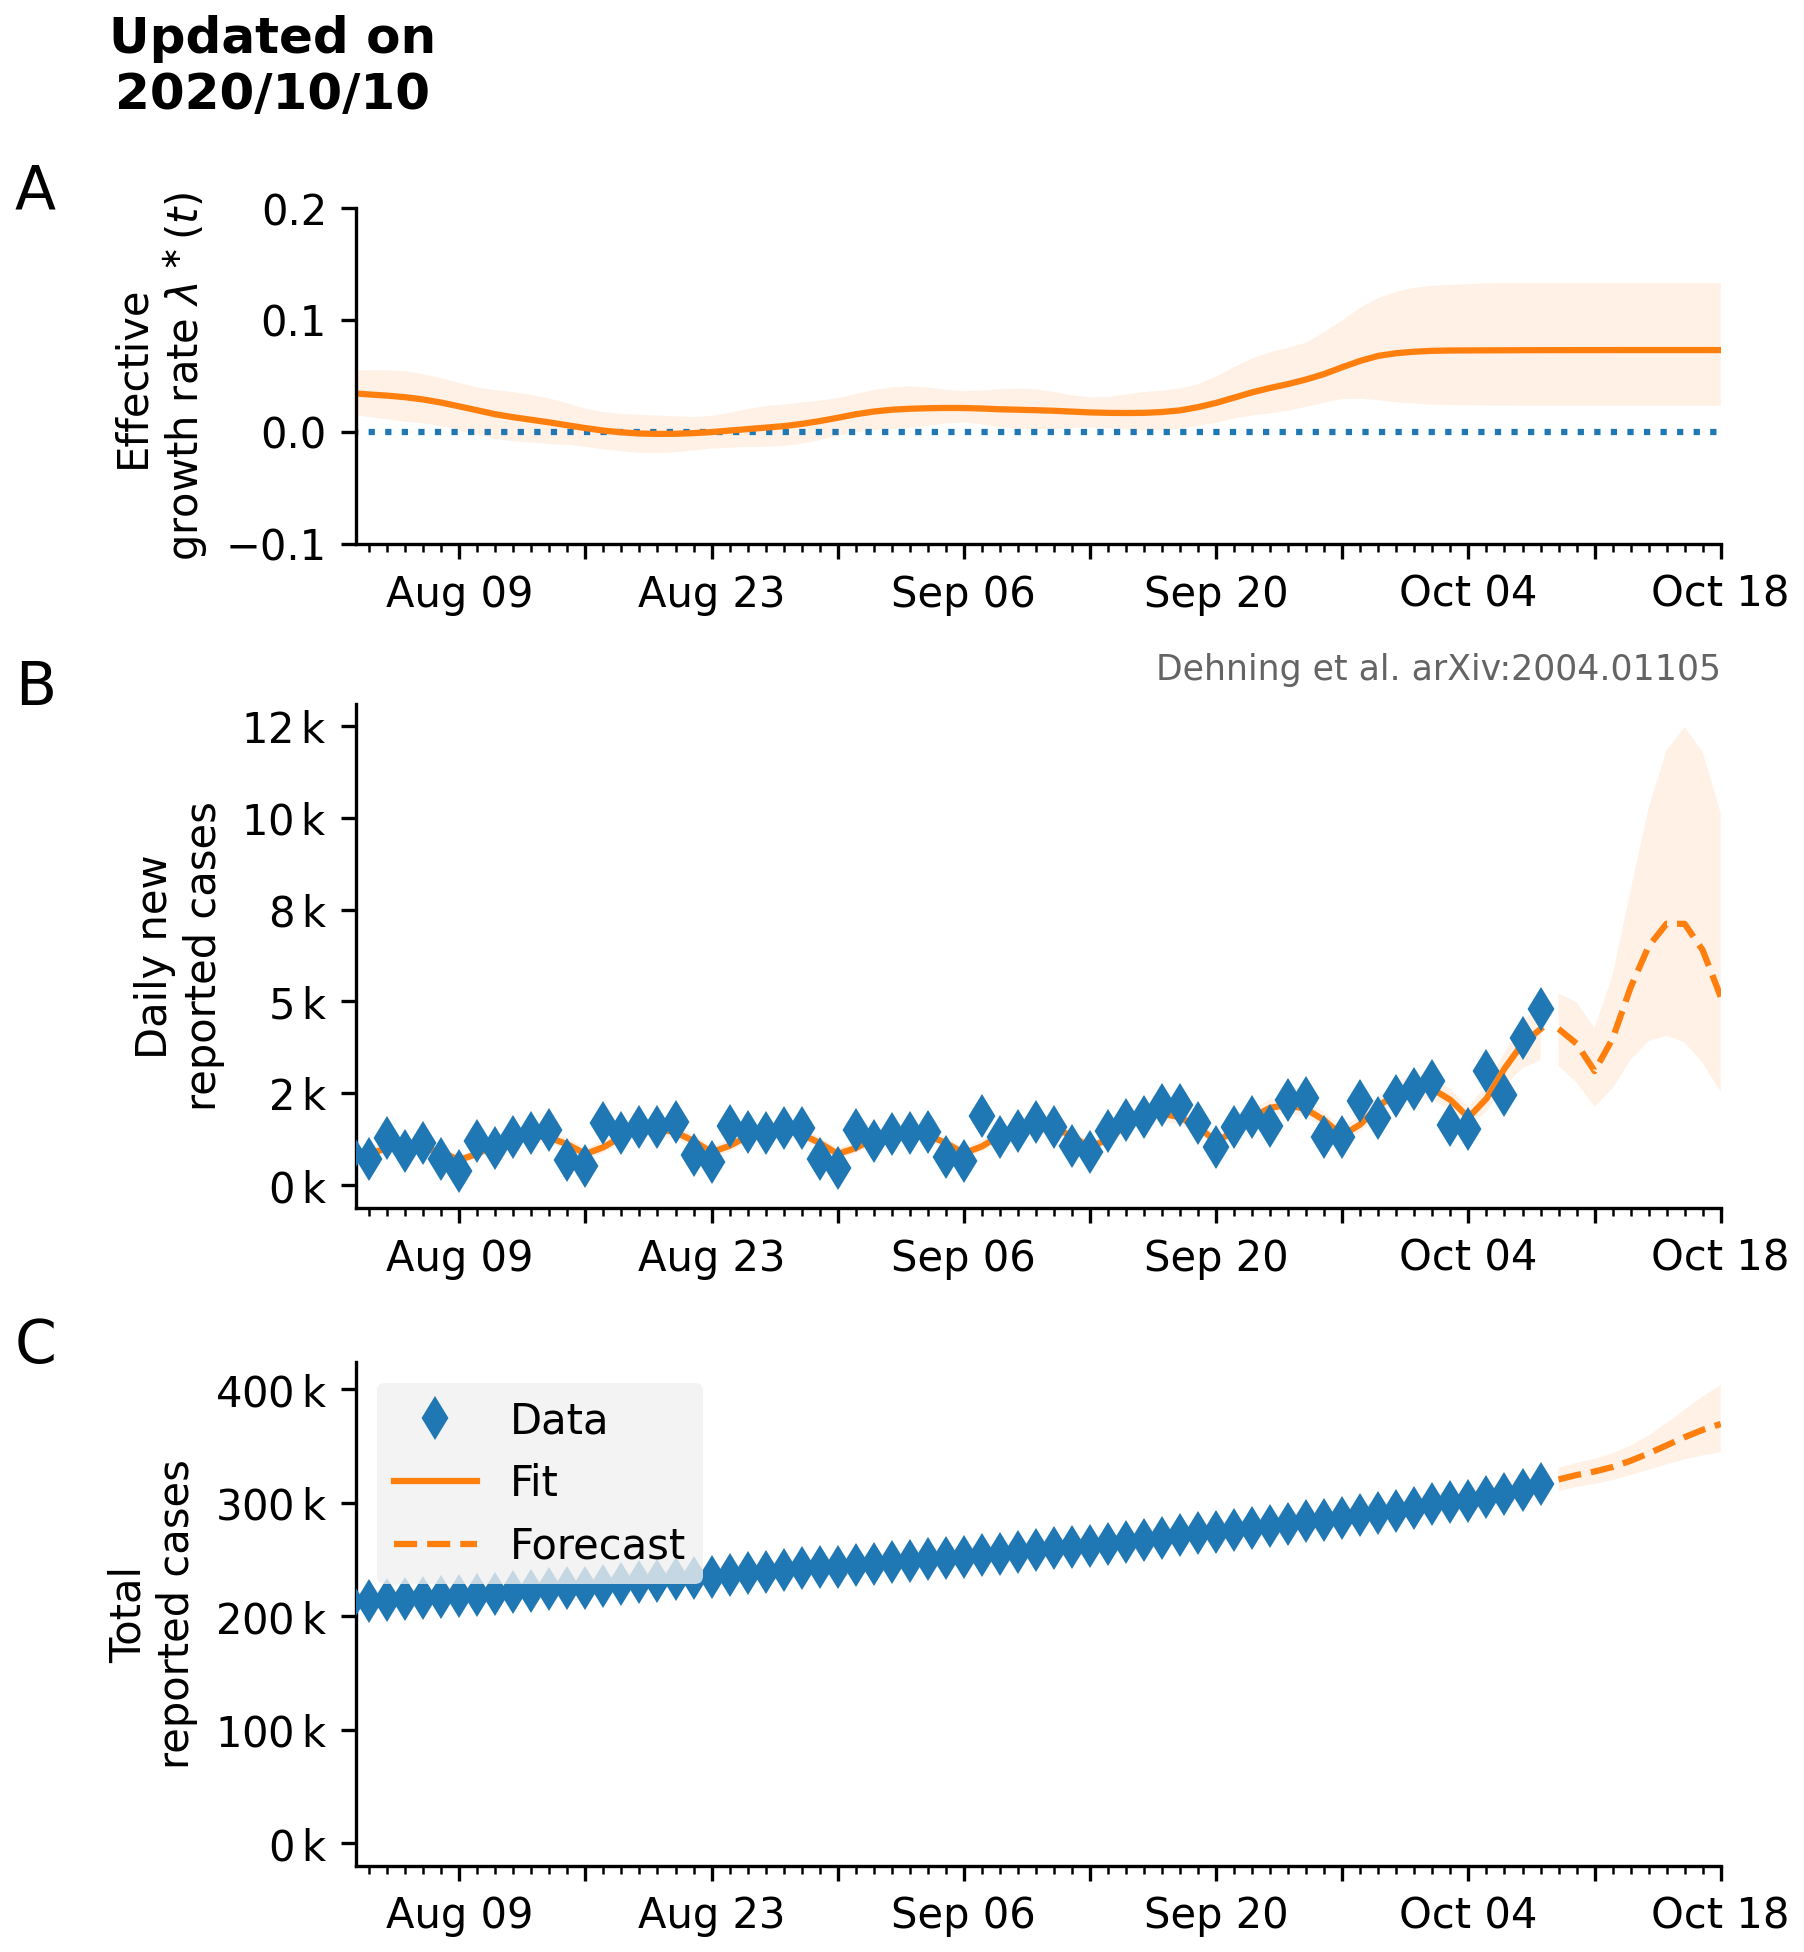 Updated on
2020/10/10
A
Effective
growth rate λ * (t)
0.2
0.1
0.0
−0.1
Aug 09 Aug 23 Sep 06 Sep 20 Oct 04 Oct 18
Dehning et al. arXiv:2004.01105
B
Daily new
reported cases
12 k
10 k
8 k
5 k
2 k
0 k
Aug 09 Aug 23 Sep 06 Sep 20 Oct 04 Oct 18
C
Total
reported cases
400 k
300 k
200 k
100 k
0 k
Data
Fit
Forecast
Aug 09 Aug 23 Sep 06 Sep 20 Oct 04 Oct 18